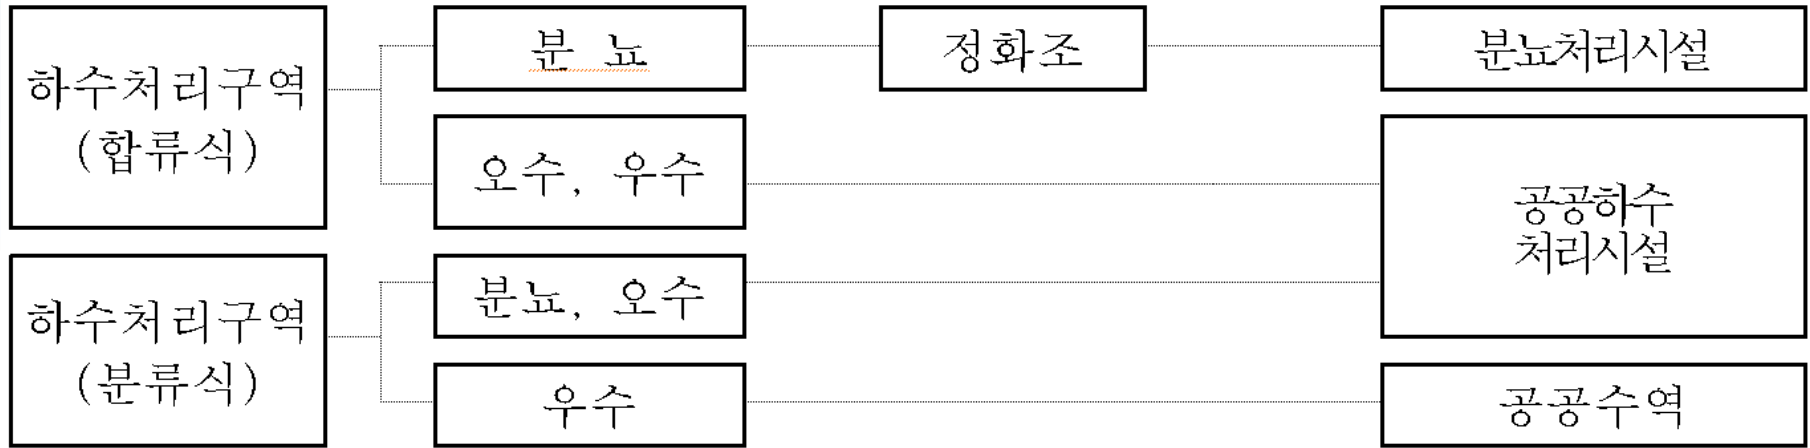 하수처리구역
(합류식)
분 뇨
정화조
분뇨처리시설
오수, 우수
공공하수
처리시설
하수처리구역
(분류식)
분뇨, 오수
우수
공공수역